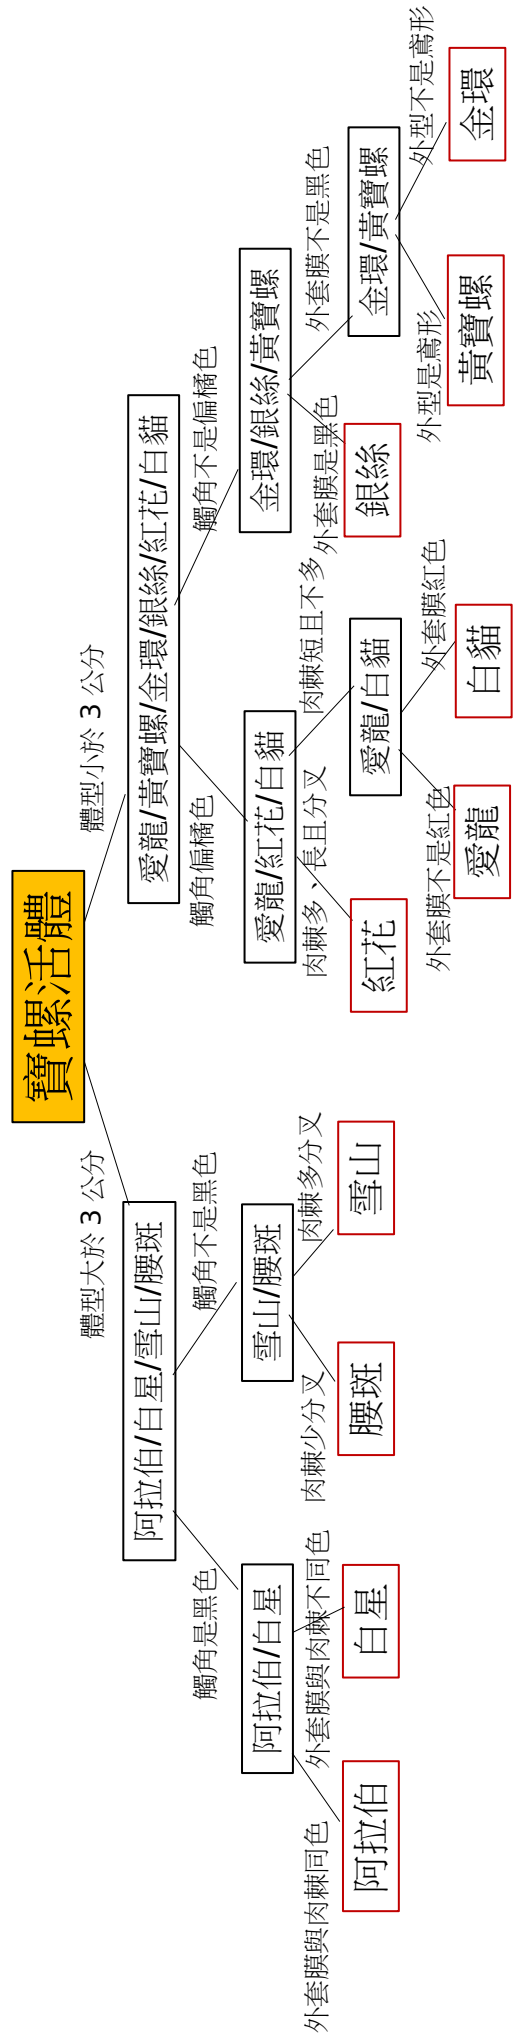 寶螺活體
體型大於 3 公分
體型小於 3 公分
阿拉伯/白星/雪山/腰斑
愛龍/黃寶螺/金環/銀絲/紅花/白貓
觸角是黑色
觸角不是黑色
觸角偏橘色
觸角不是偏橘色
阿拉伯/白星
雪山/腰斑
愛龍/紅花/白貓
金環/銀絲/黃寶螺
外套膜與肉棘同色
外套膜與肉棘不同色
肉棘少分叉
肉棘多分叉
肉棘多、長且分叉
肉棘短且不多
外套膜是黑色
外套膜不是黑色
阿拉伯
白星
腰斑
雪山
紅花
愛龍/白貓
銀絲
金環/黃寶螺
外套膜不是紅色
外套膜紅色
外型是鳶形
外型不是鳶形
愛龍
白貓
黃寶螺
金環